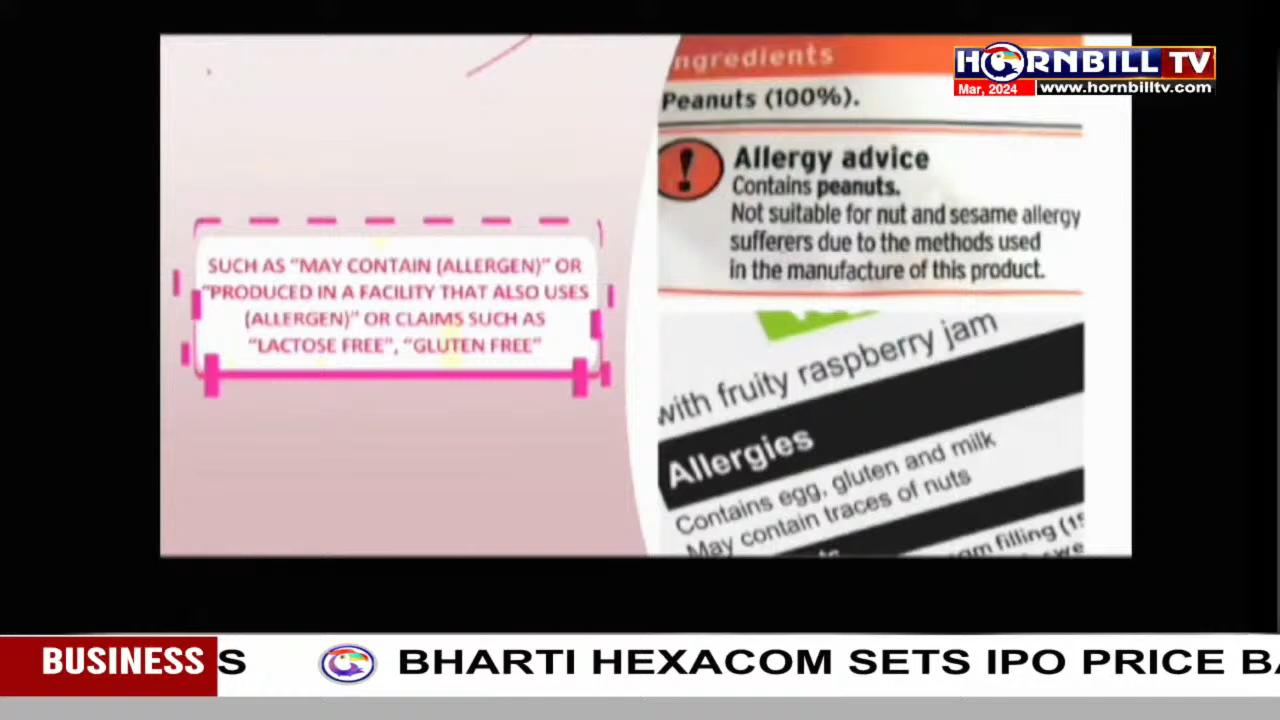 HORNBILL TV
Mar, 2024
www.hornbilltv.com
SUCH AS “MAY CONTAIN (ALLERGEN)” OR
“PRODUCED IN A FACILITY THAT ALSO USES
(ALLERGEN)” OR CLAIMS SUCH AS
“LACTOSE FREE”, “GLUTEN FREE”
ngredients
Peanuts (100%).
Allergy advice
Contains peanuts.
Not suitable for nut and sesame allergy
sufferers due to the methods used
in the manufacture of this product.
with fruity raspberry jam
Allergies
Contains egg, gluten and milk
May contain traces of nuts
filling
BUSINESS
S BHARTI HEXACOM SETS IPO PRICE BA